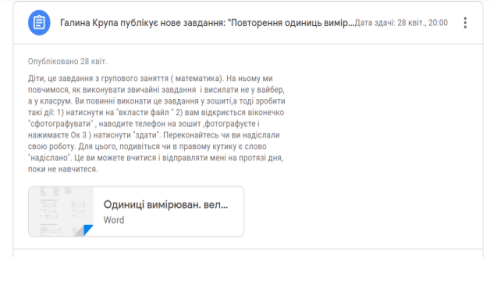 Галина Крупа публікує нове завдання: "Повторення одиниць вимір...Дата здачі: 28 квіт., 20:00
Опубліковано 28 квіт.
Діти, це завдання з групового заняття ( математика). На ньому ми
повчимося, як виконувати звичайні завдання і висилати не у вайбер,
а у класрум. Ви повинні виконати це завдання у зошиті,а тоді зробити
такі дії: 1) натиснути на "вкласти файл " 2) вам відкриється віконечко
"сфотографувати" , наводите телефон на зошит ,фотографуєте і
нажимаєте Ок 3 ) натиснути "здати". Переконайтесь чи ви надіслали
свою роботу. Для цього, подивіться чи в правому кутику є слово
"надіслано". Це ви можете вчитися і відправляти мені на протязі дня,
поки не навчитеся.
Одиниці вимірюван. вел...
Word